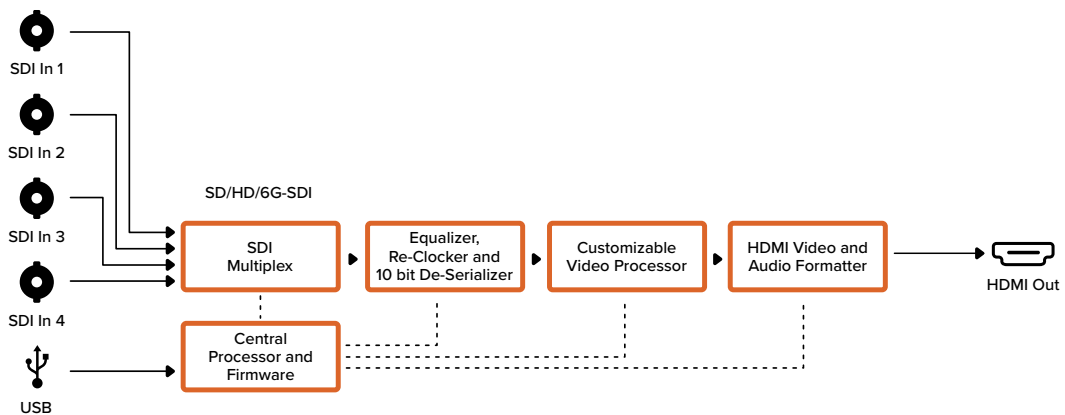 SDI In 1
SDI In 2
SDI In 3
SDI In 4
USB
SD/HD/6G-SDI
SDI
Multiplex
Equalizer,
Re-Clocker and
10 bit De-Serializer
Customizable
Video Processor
HDMI Video and
Audio Formatter
HDMI Out
Central
Processor and
Firmware